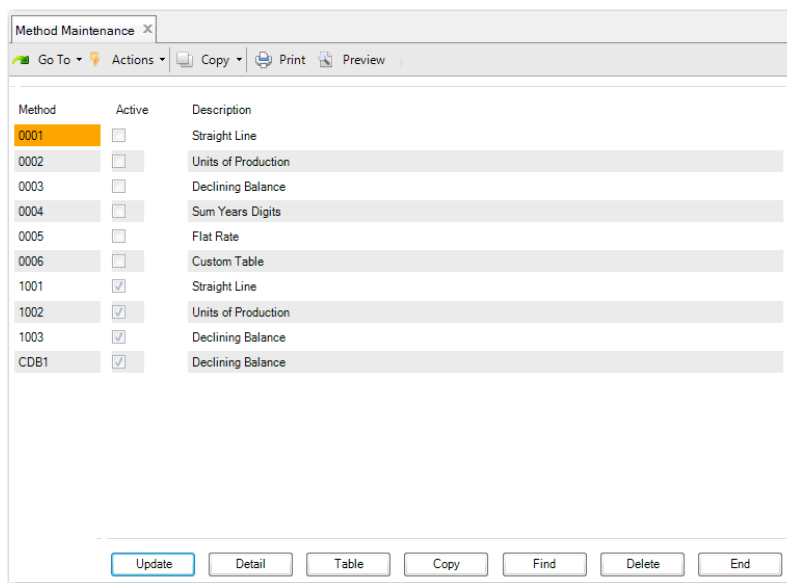 Method Maintenance X
Go To Actions Copy Print Preview
Method Active Description
0001 Straight Line
0002 Units of Production
0003 Declining Balance
0004 Sum Years Digits
0005 Flat Rate
0006 Custom Table
1001 Straight Line
1002 Units of Production
1003 Declining Balance
CDB1 Declining Balance
Update Detail Table Copy Find Delete End